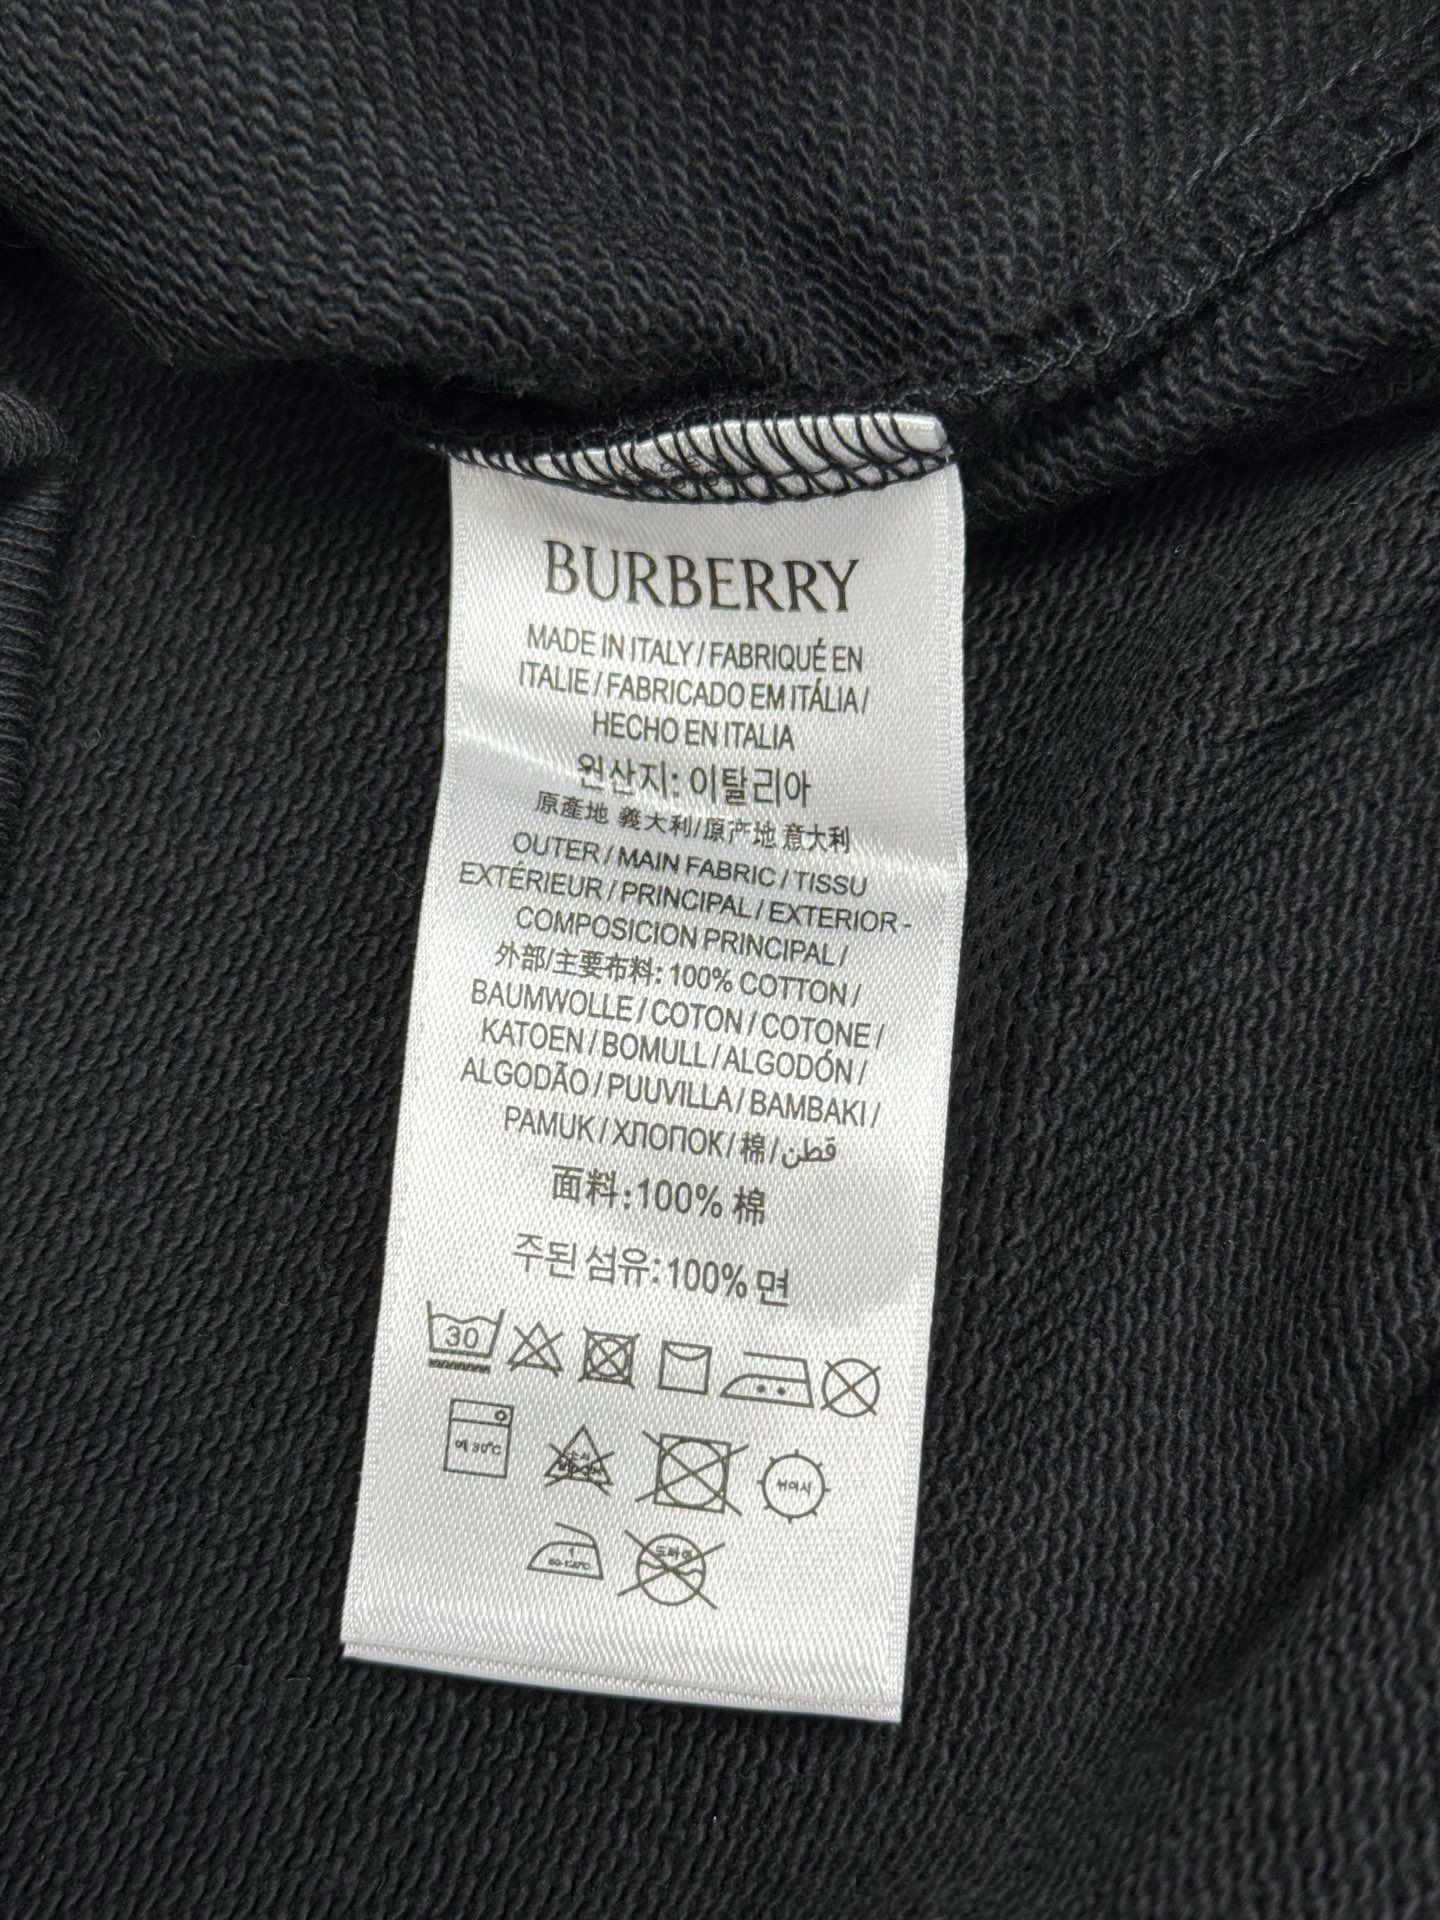 BURBERRY
MADE IN ITALY / FABRIQUÉ EN
ITALIE / FABRICADO EM ITÁLIA /
HECHO EN ITALIA
원산지: 이탈리아
原產地 義大利/原产地 意大利
OUTER / MAIN FABRIC / TISSU
EXTÉRIEUR / PRINCIPAL / EXTERIOR -
COMPOSICION PRINCIPAL /
外部/主要布料: 100% COTTON /
BAUMWOLLE / COTON / COTONE /
KATOEN / BOMULL / ALGODÓN /
ALGODÃO / PUUVILLA / BAMBAKI /
PAMUK / ХЛОПОК / 棉 / قطن
面料: 100% 棉
주된 섬유: 100% 면
30
30°C
1